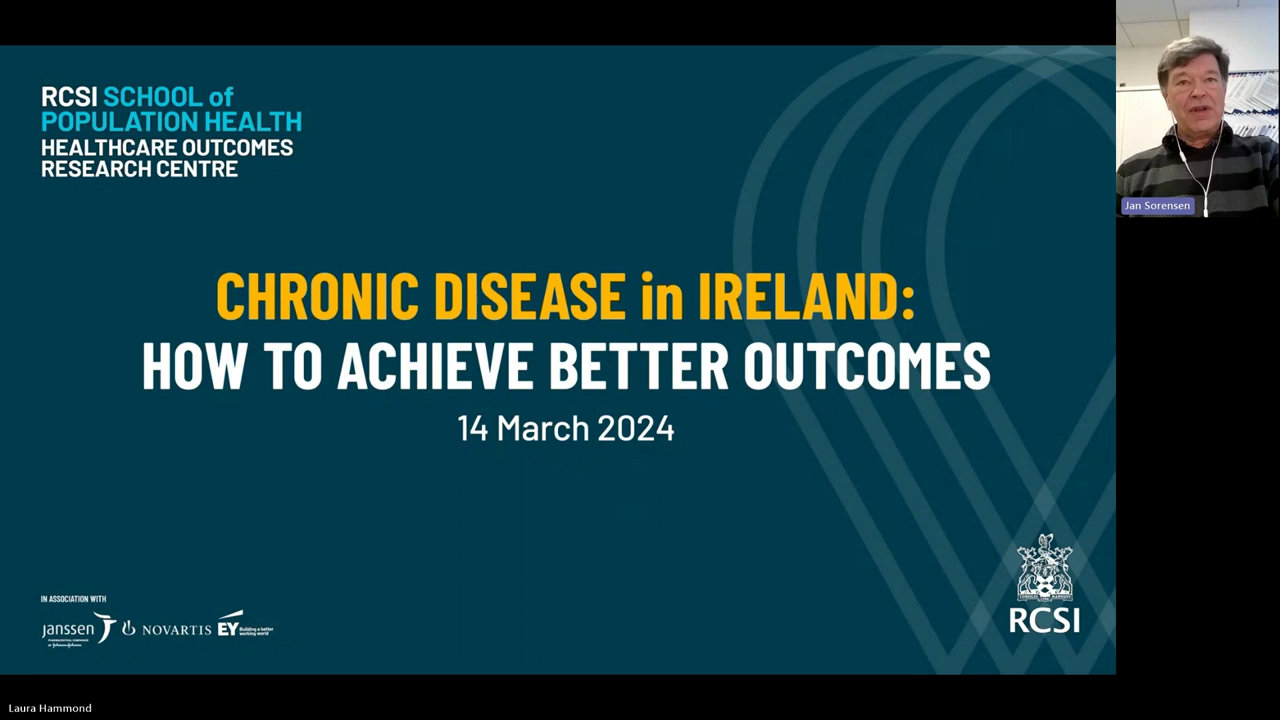 RCSI SCHOOL of
POPULATION HEALTH
HEALTHCARE OUTCOMES
RESEARCH CENTRE
Jan Sorensen
CHRONIC DISEASE in IRELAND:
HOW TO ACHIEVE BETTER OUTCOMES
14 March 2024
IN ASSOCIATION WITH
janssen
NOVARTIS
EY
Building a better
working world
RCSI
Laura Hammond